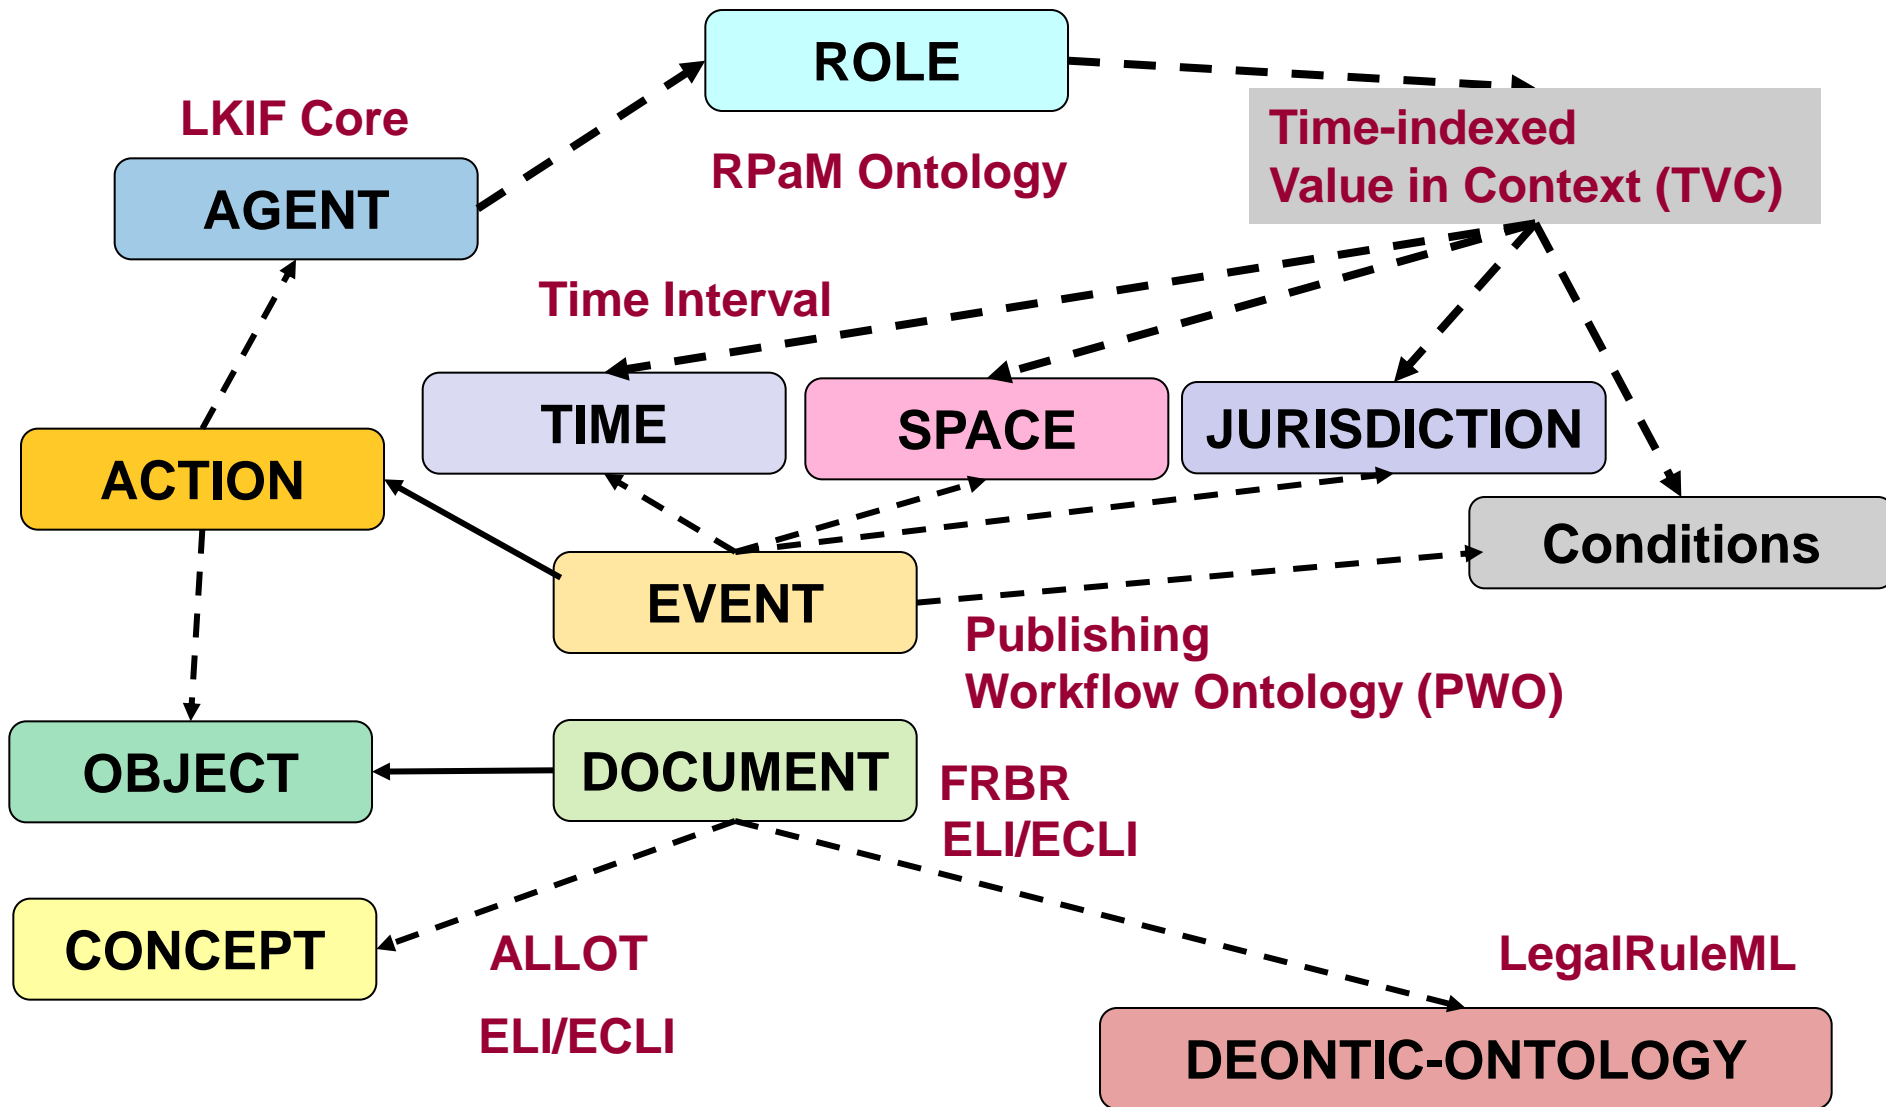 ROLE
LKIF Core
Time-indexed
Value in Context (TVC)
RPaM Ontology
AGENT
Time Interval
TIME
SPACE
JURISDICTION
ACTION
Conditions
EVENT
Publishing
Workflow Ontology (PWO)
OBJECT
DOCUMENT
FRBR
ELI/ECLI
CONCEPT
ALLOT
LegalRuleML
ELI/ECLI
DEONTIC-ONTOLOGY